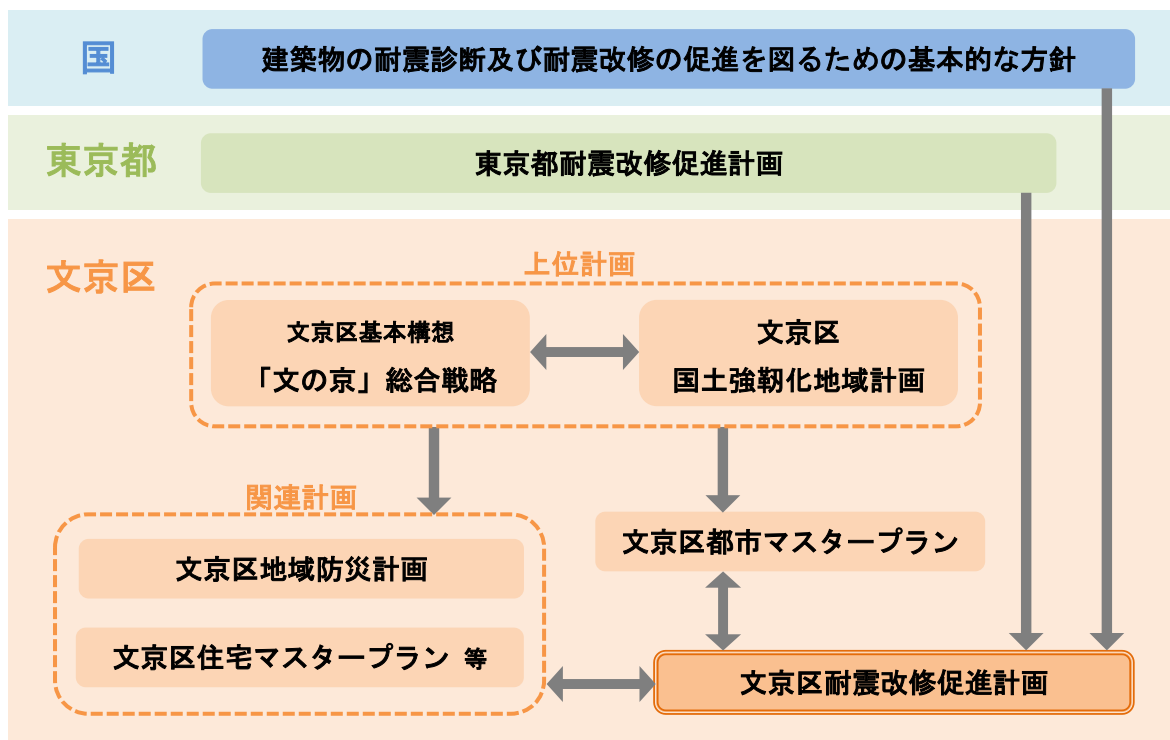 国
建築物の耐震診断及び耐震改修の促進を図るための基本的な方針
東京都
東京都耐震改修促進計画
文京区
上位計画
文京区基本構想
「文の京」総合戦略
文京区
国土強靭化地域計画
関連計画
文京区地域防災計画
文京区住宅マスタープラン 等
文京区都市マスタープラン
文京区耐震改修促進計画